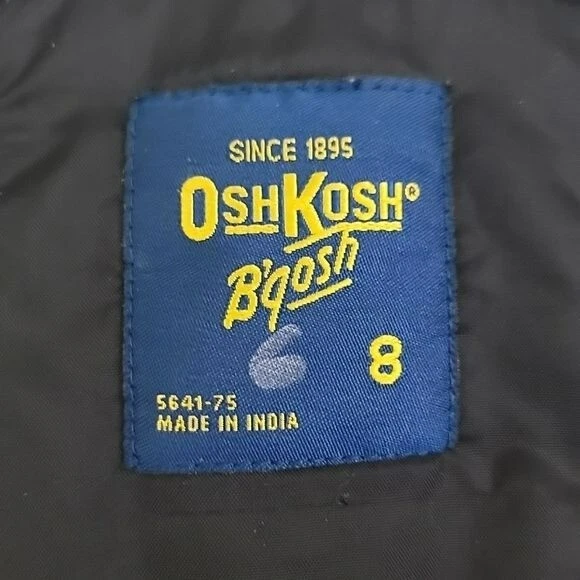 SINCE 1895
OSHKOSH®
B'gosh
6
8
5641-75
MADE IN INDIA